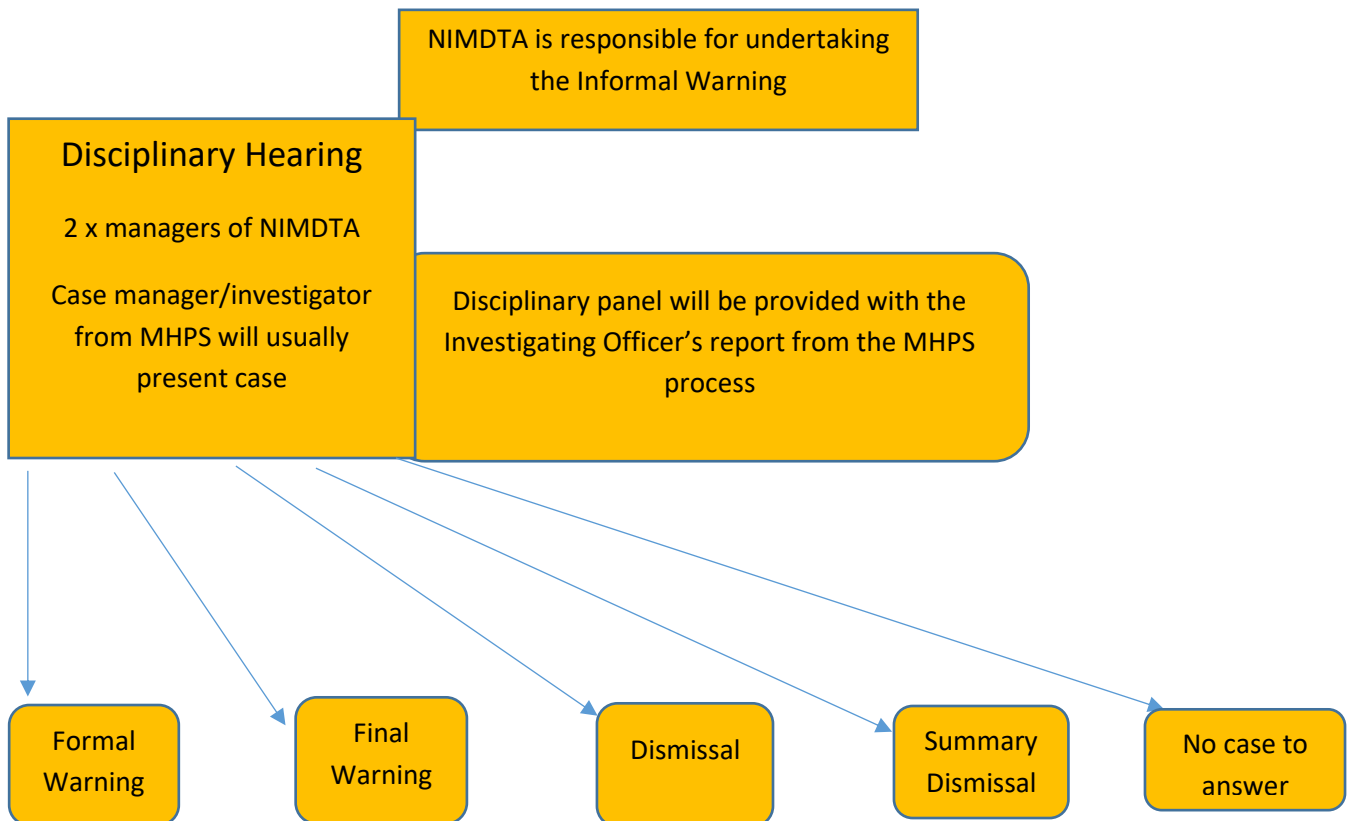 NIMDTA is responsible for undertaking
the Informal Warning
Disciplinary Hearing
2 x managers of NIMDTA
Case manager/investigator
from MHPS will usually
present case
Disciplinary panel will be provided with the
Investigating Officer’s report from the MHPS
process
Formal
Warning
Final
Warning
Dismissal
Summary
Dismissal
No case to
answer